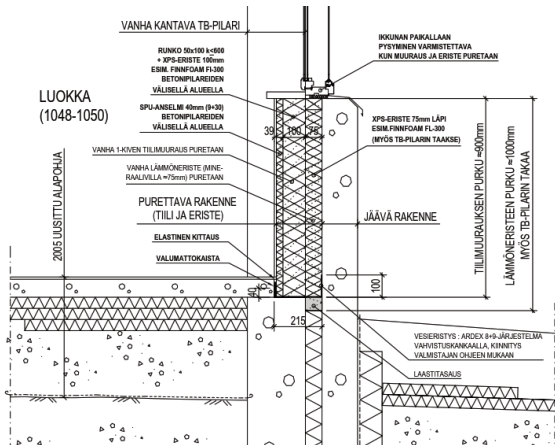 VANHA KANTAVA TB-PILARI
RUNKO 50x100 k<600
+ XPS-ERISTE 100mm
ESIM. FINNFOAM FI-300
BETONIPILAREIDEN
VÄLISELLÄ ALUEELLA
IKKUNAN PAIKALLAAN
PYSYMINEN VARMISTETTAVA
KUN MUURAUS JA ERISTE PURETAAN
LUOKKA
(1048-1050)
SPU-ANSELMI 40mm (9+30)
BETONIPILAREIDEN
VÄLISELLÄ ALUEELLA
39
100
75
XPS-ERISTE 75mm LÄPI
ESIM.FINNFOAM FL-300
(MYÖS TB-PILARIN TAAKSE)
VANHA 1-KIVEN TIILIMUURAUS PURETAAN
VANHA LÄMMÖNERISTE (MINE-
RAALIVILLA ≈75mm) PURETAAN
PURETTAVA RAKENNE
(TIILI JA ERISTE)
JÄÄVÄ RAKENNE
TIILIMUURAUKSEN PURKU ≈900mm
LÄMMÖNERISTEEN PURKU ≈1000mm
MYÖS TB-PILARIN TAKAA
2005 UUSITTU ALAPOHJA
ELASTINEN KITTAUS
VALUMATTOKAISTA
40
100
215
VESIERISTYS : ARDEX 8+9-JÄRJESTELMÄ
VAHVISTUSKANKAALLA, KIINNITYS
VALMISTAJAN OHJEEN MUKAAN
LAASTITASAUS